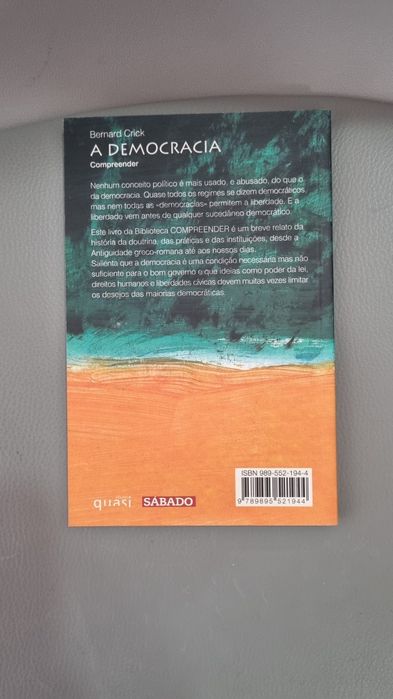 Bernard Crick
A DEMOCRACIA
Compreender
Nenhum conceito político é mais usado, e abusado, do que o
da democracia. Quase todos os regimes se dizem democráticos
mas nem todas as «democracias» permitem a liberdade. E a
liberdade vem antes de qualquer sucedâneo democrático.
Este livro da Biblioteca COMPREENDER é um breve relato da
história da doutrina, das práticas e das instituições, desde a
Antiguidade greco-romana até aos nossos dias.
Salienta que a democracia é uma condição necessária mas não
suficiente para o bom governo e que ideias como poder da lei,
direitos humanos e liberdades cívicas devem muitas vezes limitar
os desejos das maiorias democráticas.
ISBN 989-552-194-4
9 789895 521944
quasi
SÁBADO